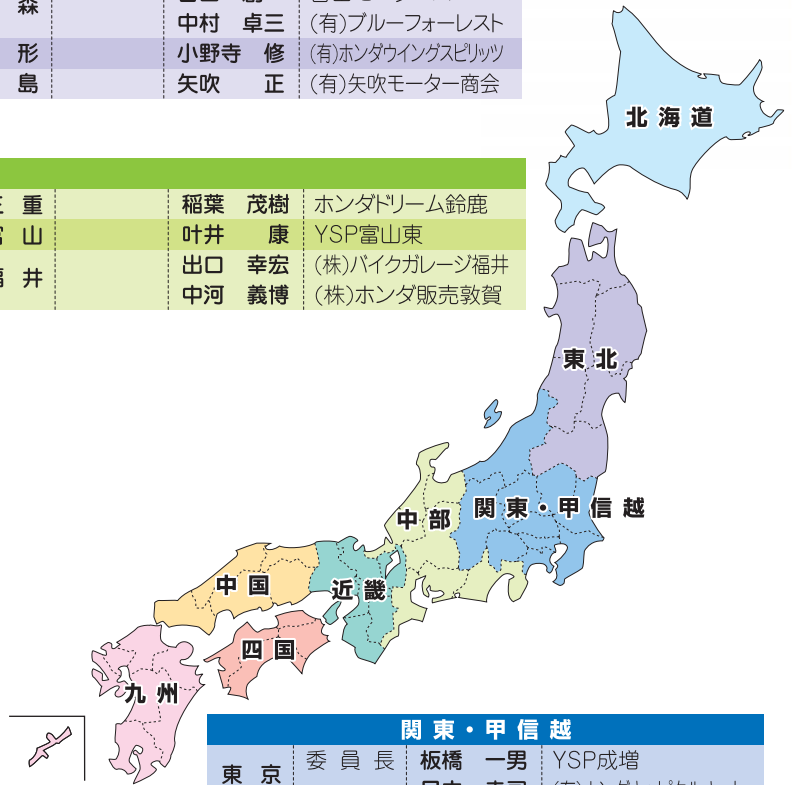 森
中村 卓三 (有)ブルーフォーレスト
形 小野寺 修 (有)ホンダウイングスピリッツ
島 矢吹 正 (有)矢吹モーター商会
重 稲葉 茂樹 ホンダドリーム鈴鹿
山 叶井 康 YSP富山東
井 出口 幸宏 (株)バイクガレージ福井
中河 義博 (株)ホンダ販売敦賀
北海道
東北
関東・甲信越
中部
中国
近畿
四国
九州
関東・甲信越
東京 委員長 板橋 一男 YSP成増